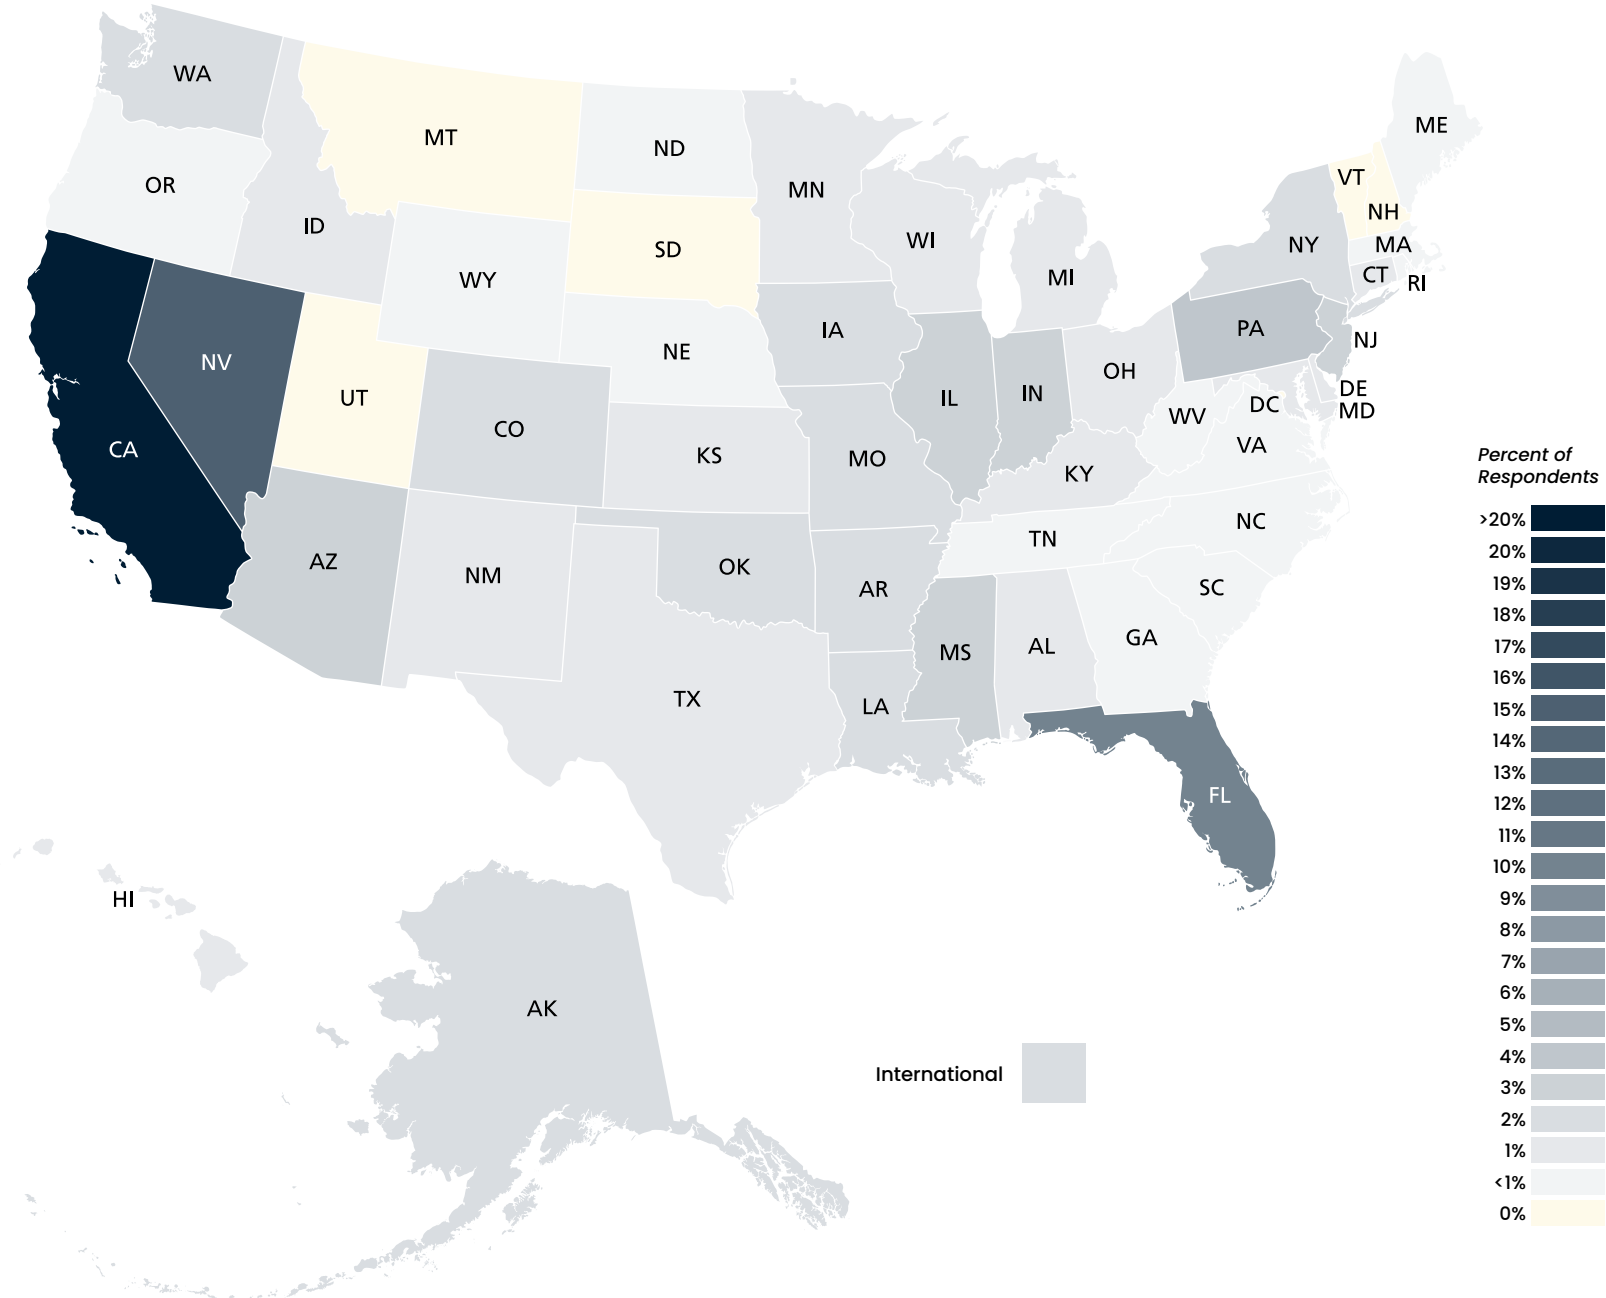 WA
ME
MT
ND
OR
VT
MN
NH
ID
WI
NY
MA
SD
CT
MI
RI
WY
PA
IA
NJ
NE
NV
OH
DE
UT
IN
IL
DC
MD
WV
CO
VA
CA
KS
MO
KY
NC
TN
AZ
OK
NM
AR
SC
GA
AL
MS
TX
LA
FL
HI
AK
International
Percent of
Respondents
>20%
20%
19%
18%
17%
16%
15%
14%
13%
12%
11%
10%
9%
8%
7%
6%
5%
4%
3%
2%
1%
<1%
0%